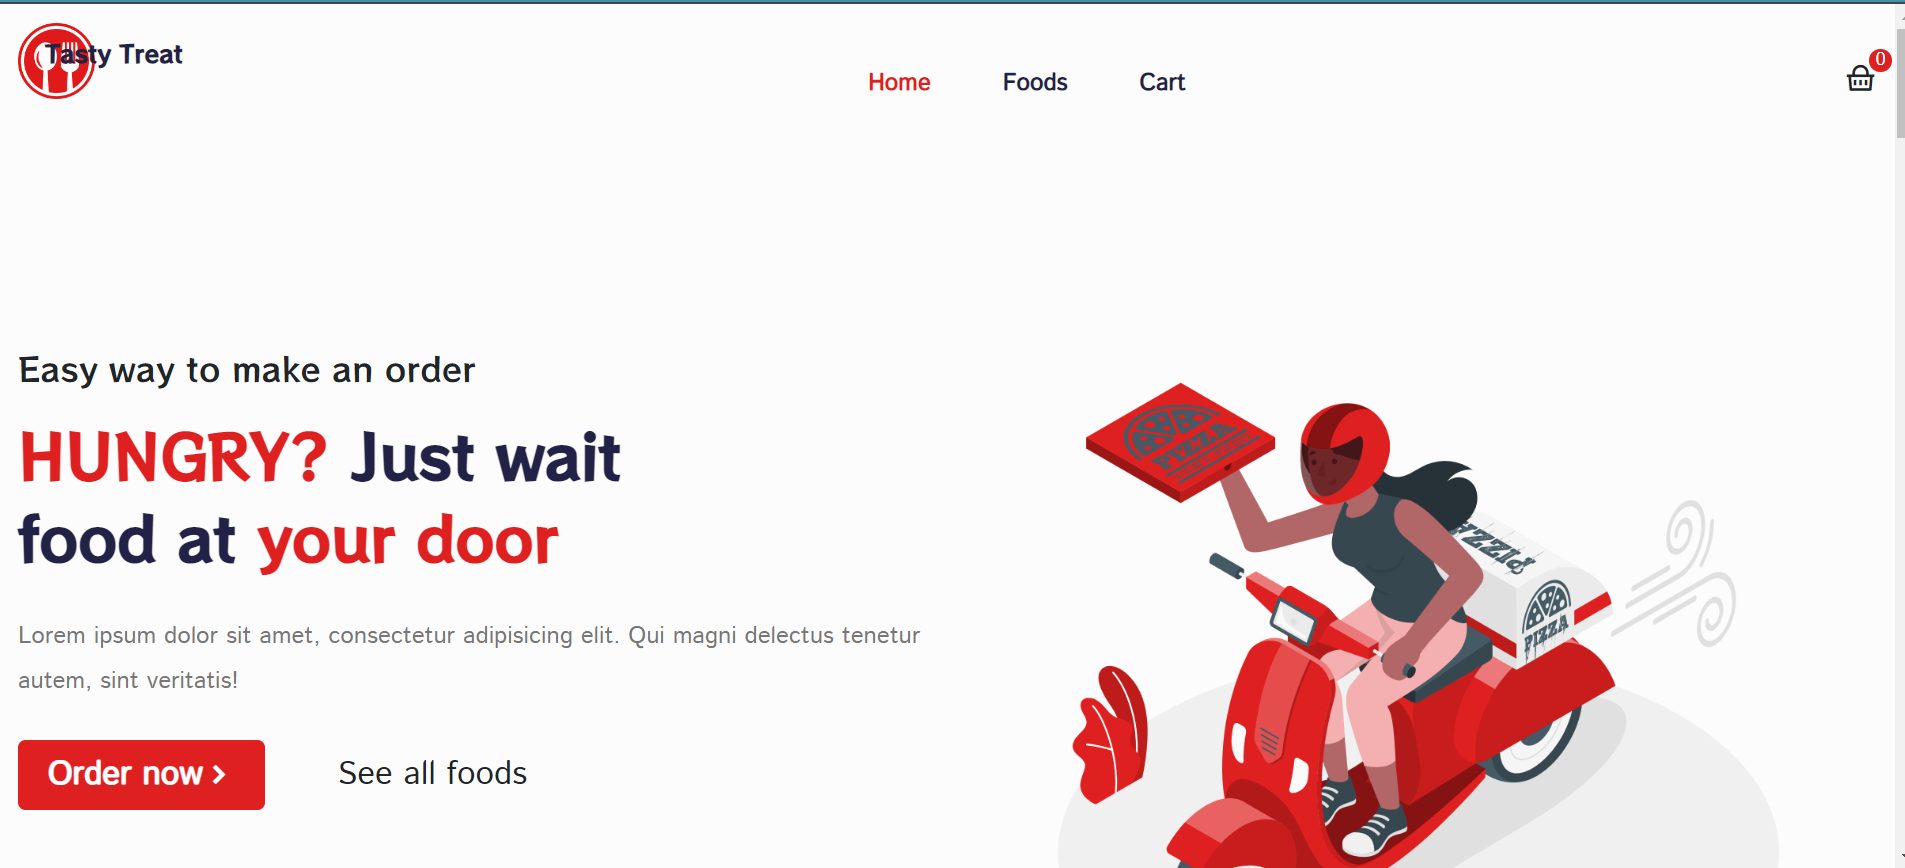 Tasty Treat
Home Foods Cart
0
Easy way to make an order
HUNGRY? Just wait
food at your door
Lorem ipsum dolor sit amet, consectetur adipisicing elit. Qui magni delectus tenetur
autem, sint veritatis!
Order now
See all foods
PIZZA
PIZZA
PIZZA